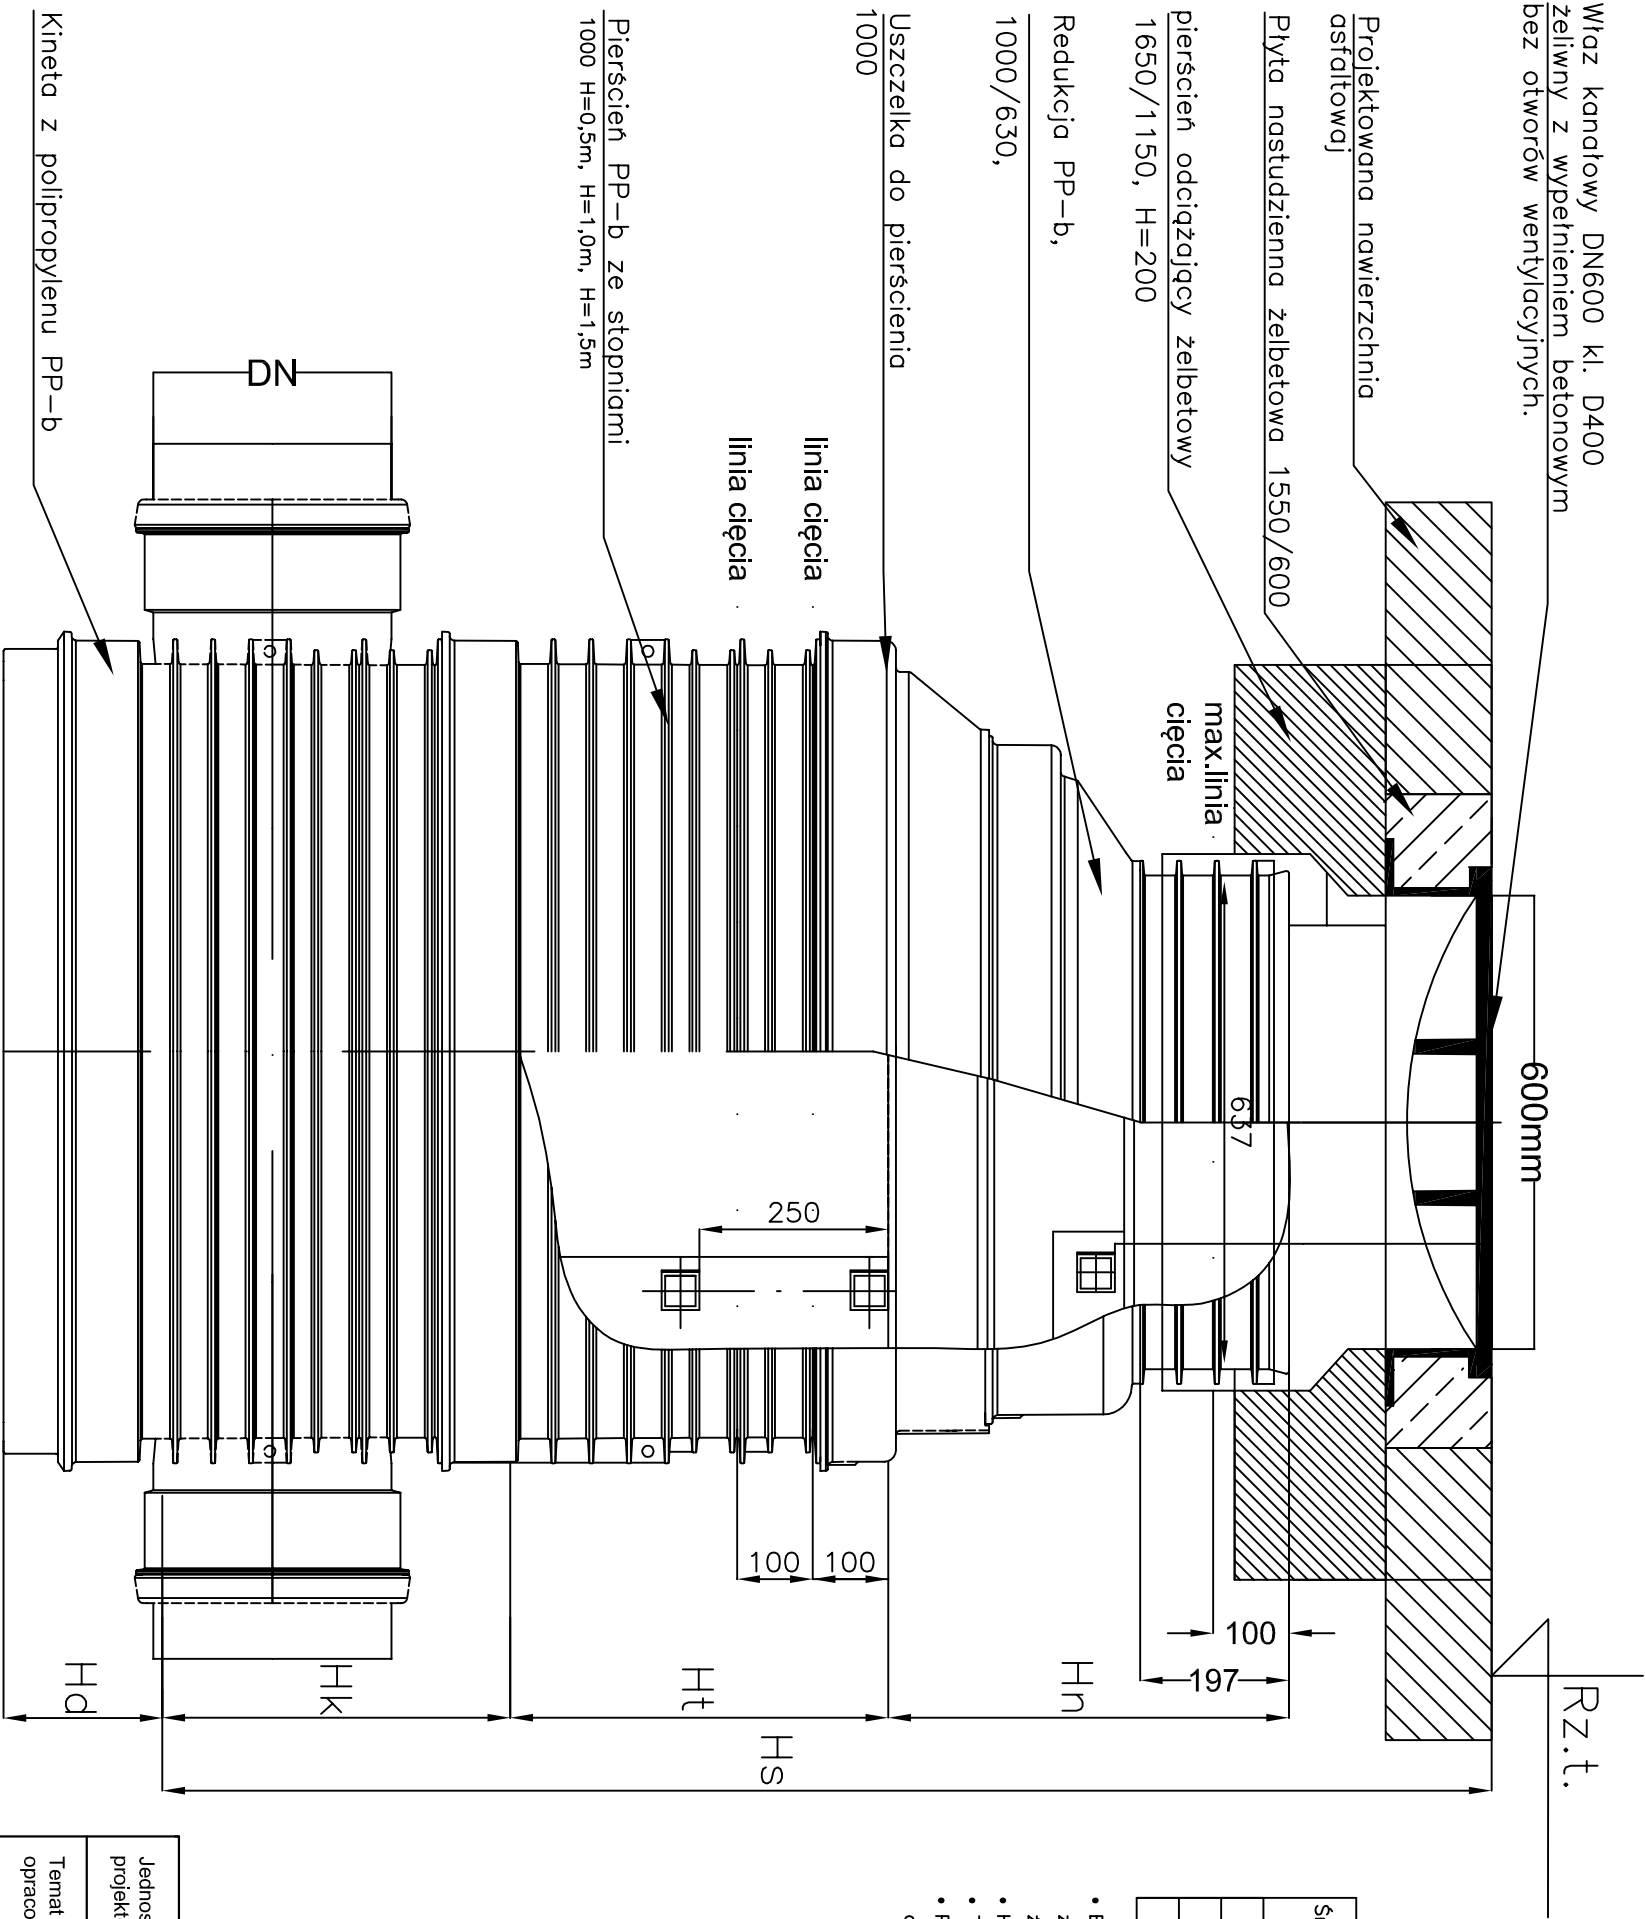 Właz kanałowy DN600 kl. D400
żeliwny z wypełnieniem betonowym
bez otworów wentylacyjnych.
Projektowana nawierzchnia
asfaltowaj
Płyta nastudzienna żelbetowa 1550/600
pierścień odciążający żelbetowy
1650/1150, H=200
Redukcja PP-b,
1000/630,
Uszczelka do pierścienia
1000
Pierścień PP-b ze stopniami
1000 H=0,5m, H=1,0m, H=1,5m
Kineta z polipropylenu PP-b
DN
linia cięcia
linia cięcia
max.linia
cięcia
600mm
637
250
100
100
100
197
Hn
Ht
Hk
Hd
Hs
Rz.t.
Jednos
projekt
Temat
opraco